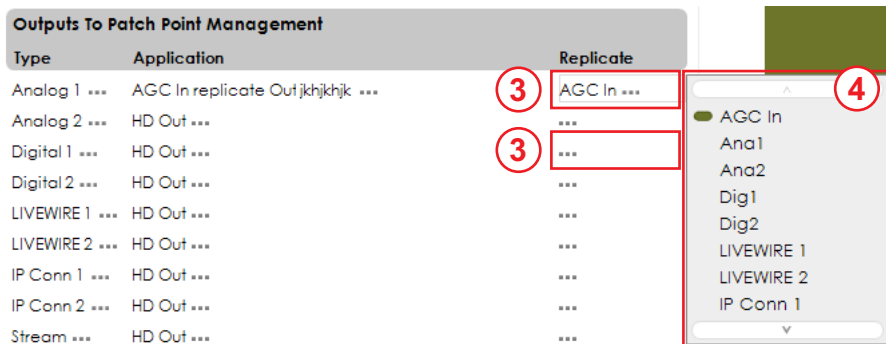 Outputs To Patch Point Management
Type Application Replicate
Analog 1 ... AGC In replicate Out jkhjkhjk ... 3 AGC In ... 4
Analog 2 ... HD Out ... ...
Digital 1 ... HD Out ... 3 ...
Digital 2 ... HD Out ... ...
LIVEWIRE 1 ... HD Out ... ...
LIVEWIRE 2 ... HD Out ... ...
IP Conn 1 ... HD Out ... ...
IP Conn 2 ... HD Out ... ...
Stream ... HD Out ... ...
AGC In
Ana1
Ana2
Dig1
Dig2
LIVEWIRE 1
LIVEWIRE 2
IP Conn 1